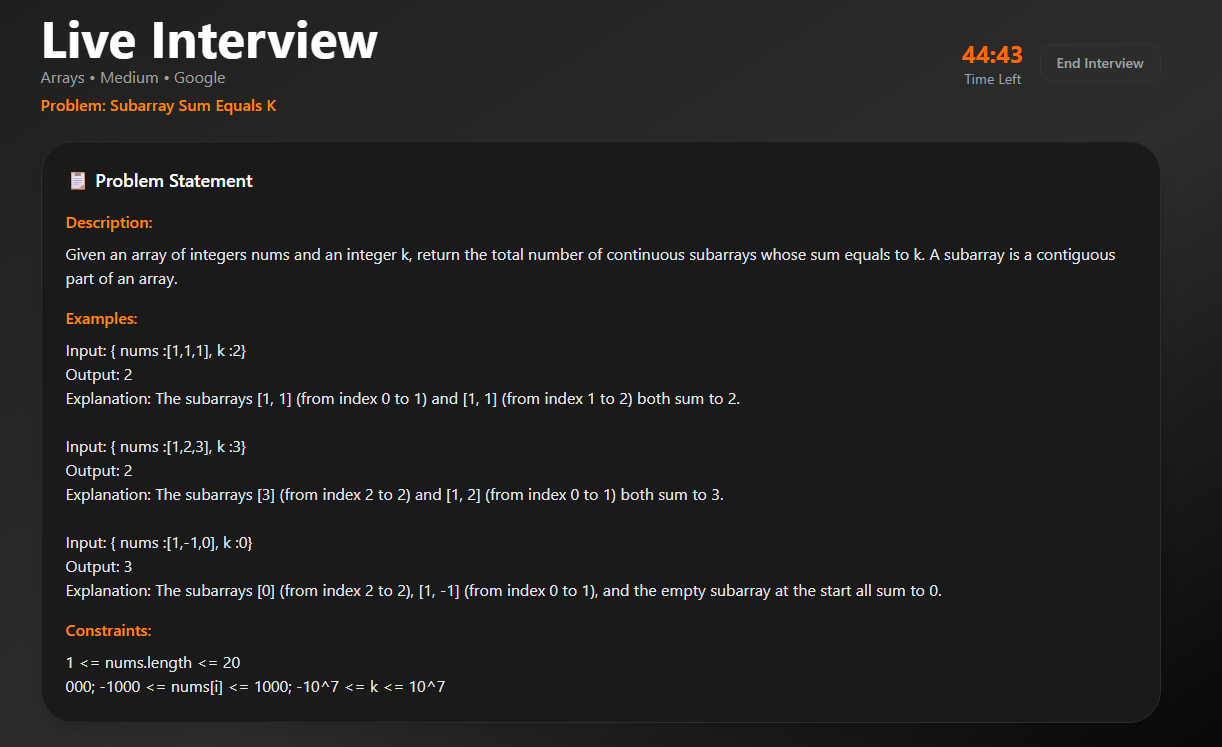 Live Interview
Arrays • Medium • Google
Problem: Subarray Sum Equals K
44:43
Time Left
End Interview
Problem Statement
Description:
Given an array of integers nums and an integer k, return the total number of continuous subarrays whose sum equals to k. A subarray is a contiguous
part of an array.
Examples:
Input: { nums :[1,1,1], k :2}
Output: 2
Explanation: The subarrays [1, 1] (from index 0 to 1) and [1, 1] (from index 1 to 2) both sum to 2.
Input: { nums :[1,2,3], k :3}
Output: 2
Explanation: The subarrays [3] (from index 2 to 2) and [1, 2] (from index 0 to 1) both sum to 3.
Input: { nums :[1,-1,0], k :0}
Output: 3
Explanation: The subarrays [0] (from index 2 to 2), [1, -1] (from index 0 to 1), and the empty subarray at the start all sum to 0.
Constraints:
1 <= nums.length <= 20
000; -1000 <= nums[i] <= 1000; -10^7 <= k <= 10^7